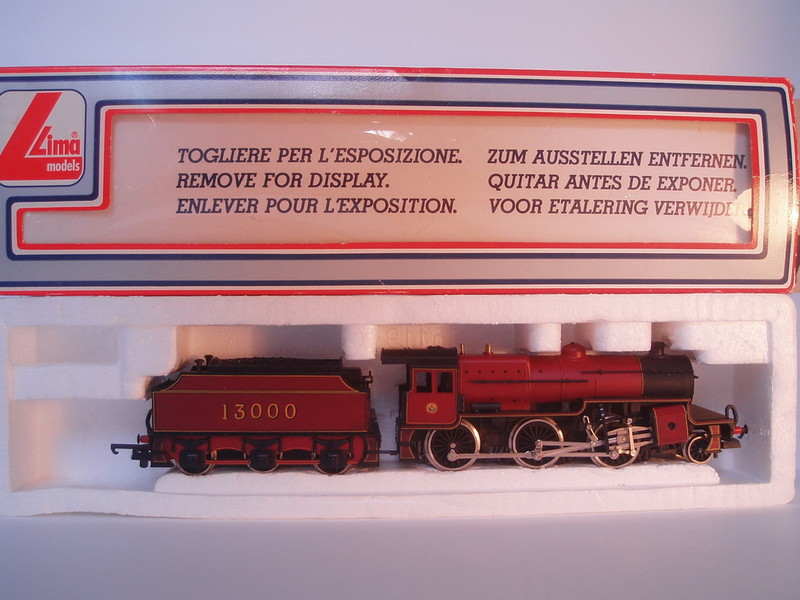 Lima®
models
TOGLIERE PER L'ESPOSIZIONE.
REMOVE FOR DISPLAY.
ENLEVER POUR L'EXPOSITION.
ZUM AUSSTELLEN ENTFERNEN.
QUITAR ANTES DE EXPONER.
VOOR ETALERING
13000